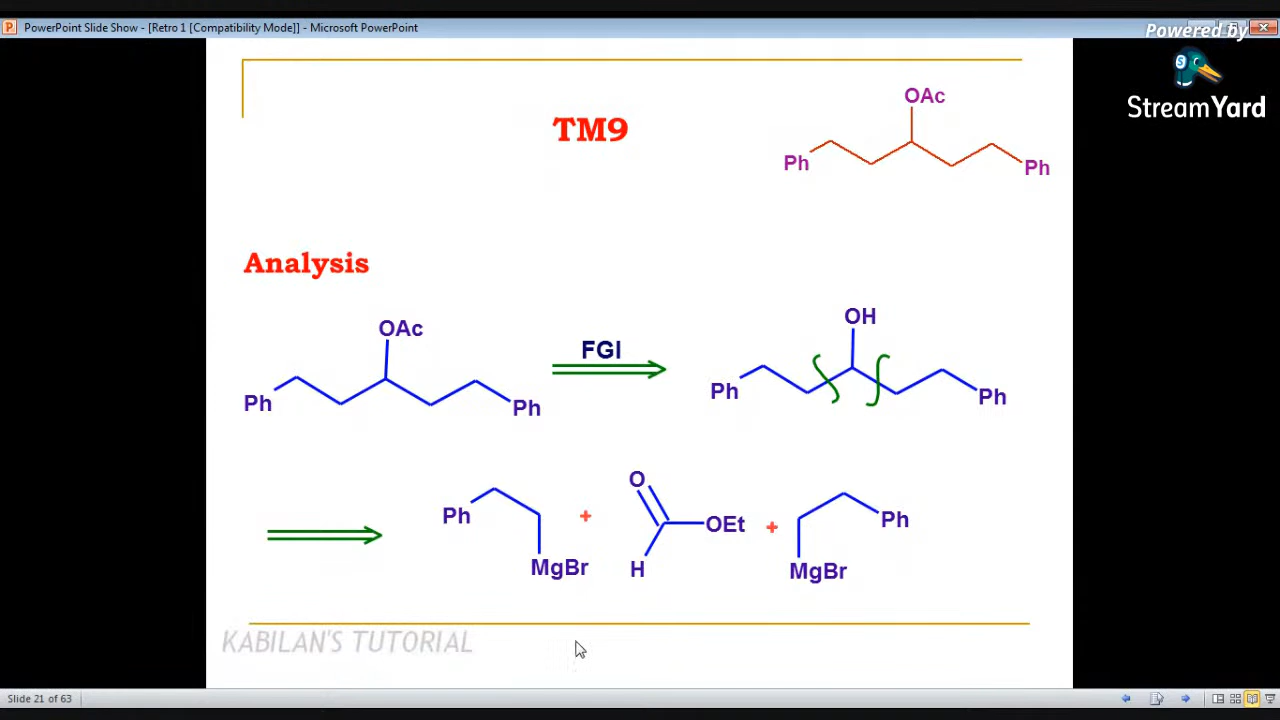 PowerPoint Slide Show - [Retro 1 [Compatibility Mode]] - Microsoft PowerPoint
Powered by
StreamYard
TM9
OAc
Ph
Ph
Analysis
OAc
Ph
Ph
FGI
OH
Ph
Ph
Ph
MgBr
+
O
OEt
H
+
Ph
MgBr
KABILAN'S TUTORIAL
Slide 21 of 63